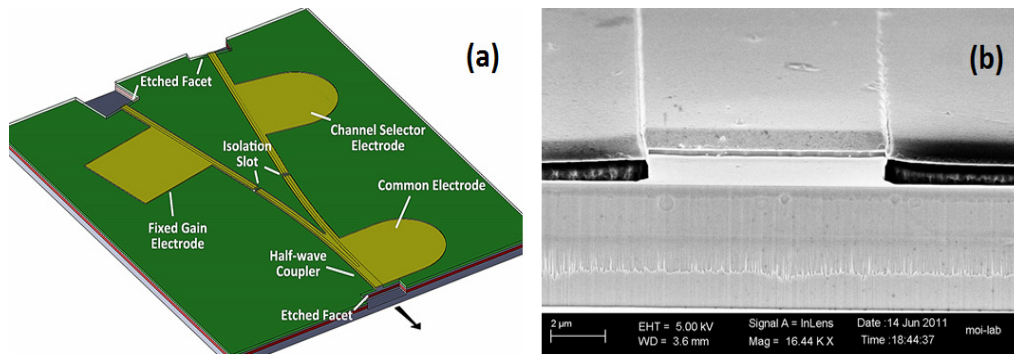 (a)
Etched Facet
Channel Selector
Electrode
Isolation
Slot
Common Electrode
Fixed Gain
Electrode
Half-wave
Coupler
Etched Facet
(b)
2 µm
EHT = 5.00 kV
WD = 3.6 mm
Signal A = InLens
Mag = 16.44 K X
Date :14 Jun 2011
Time :18:44:37
moi-lab